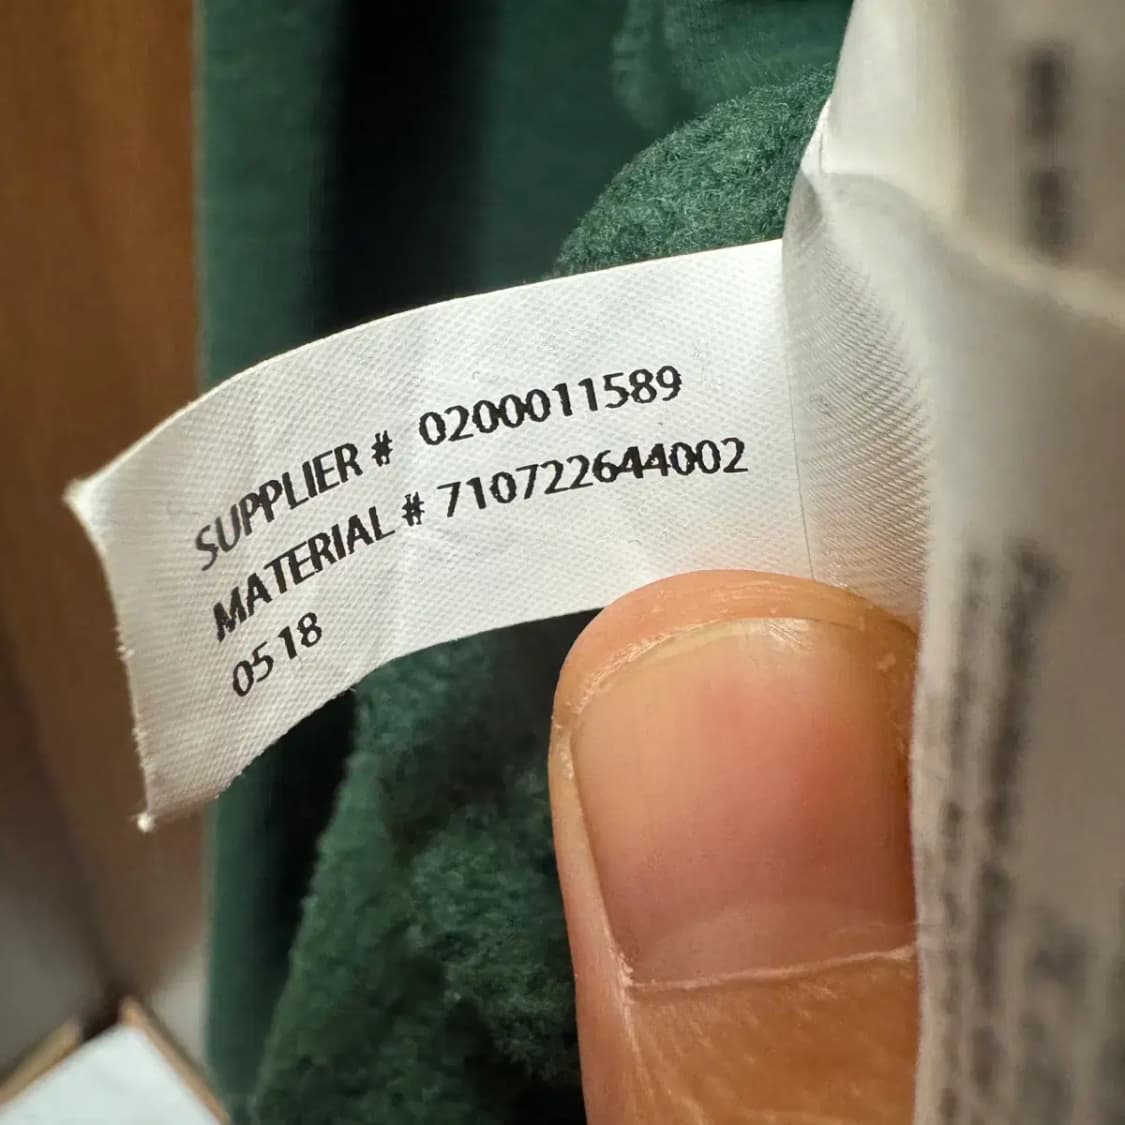 SUPPLIER # 0200011589
MATERIAL # 710722644002
0518